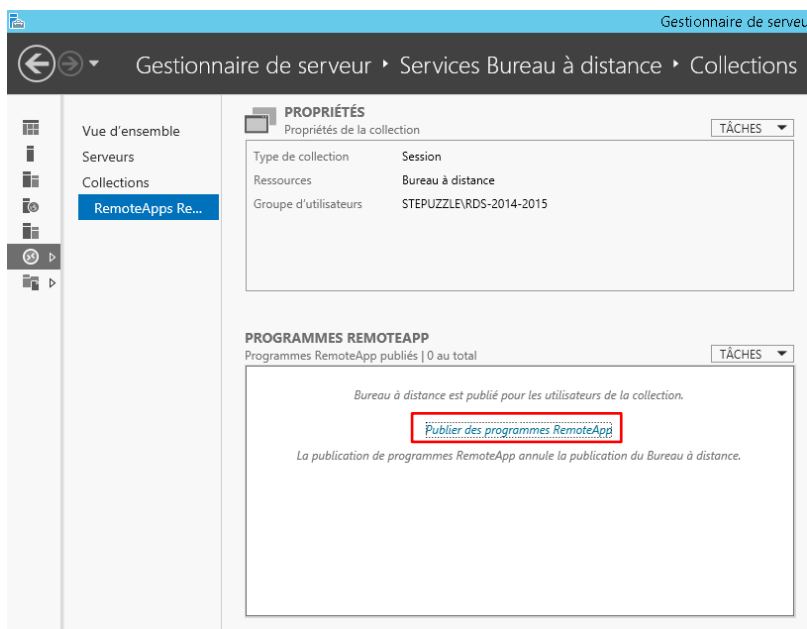 Gestionnaire de serveu
Gestionnaire de serveur ‣ Services Bureau à distance ‣ Collections
Vue d'ensemble
Serveurs
Collections
RemoteApps Re...
PROPRIÉTÉS
Propriétés de la collection
TÂCHES
Type de collection Session
Ressources Bureau à distance
Groupe d'utilisateurs STEPUZZLE\RDS-2014-2015
PROGRAMMES REMOTEAPP
Programmes RemoteApp publiés | 0 au total
TÂCHES
Bureau à distance est publié pour les utilisateurs de la collection.
Publier des programmes RemoteApp
La publication de programmes RemoteApp annule la publication du Bureau à distance.